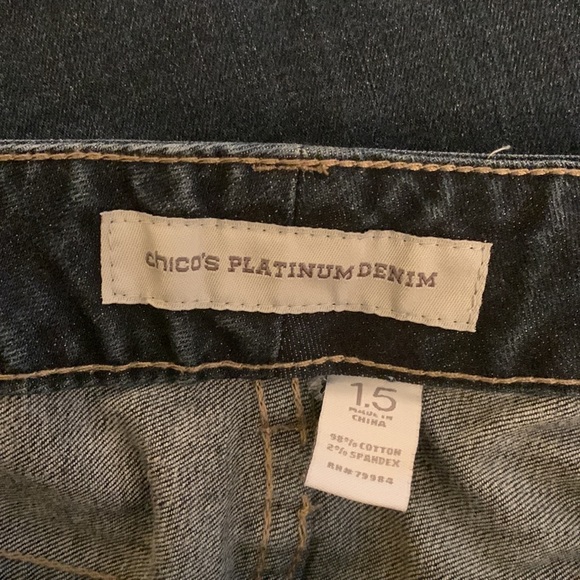 chico's PLATINUM DENIM
1.5
MADE IN
CHINA
98% COTTON
2% SPANDEX
RN# 79984